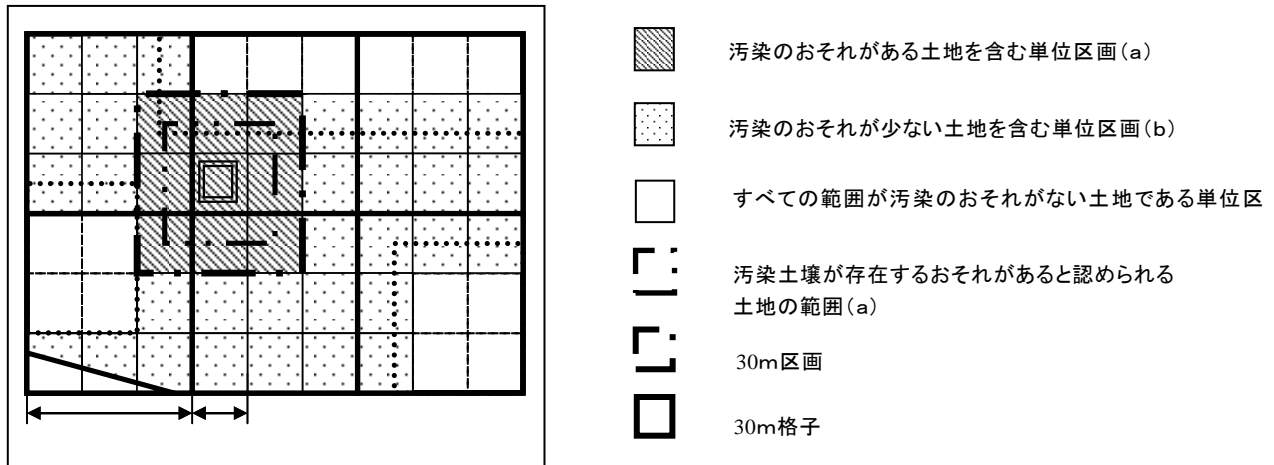 汚染のおそれがある土地を含む単位区画(a)
汚染のおそれが少ない土地を含む単位区画(b)
すべての範囲が汚染のおそれがない土地である単位区
汚染土壌が存在するおそれがあると認められる
土地の範囲(a)
30m区画
30m格子